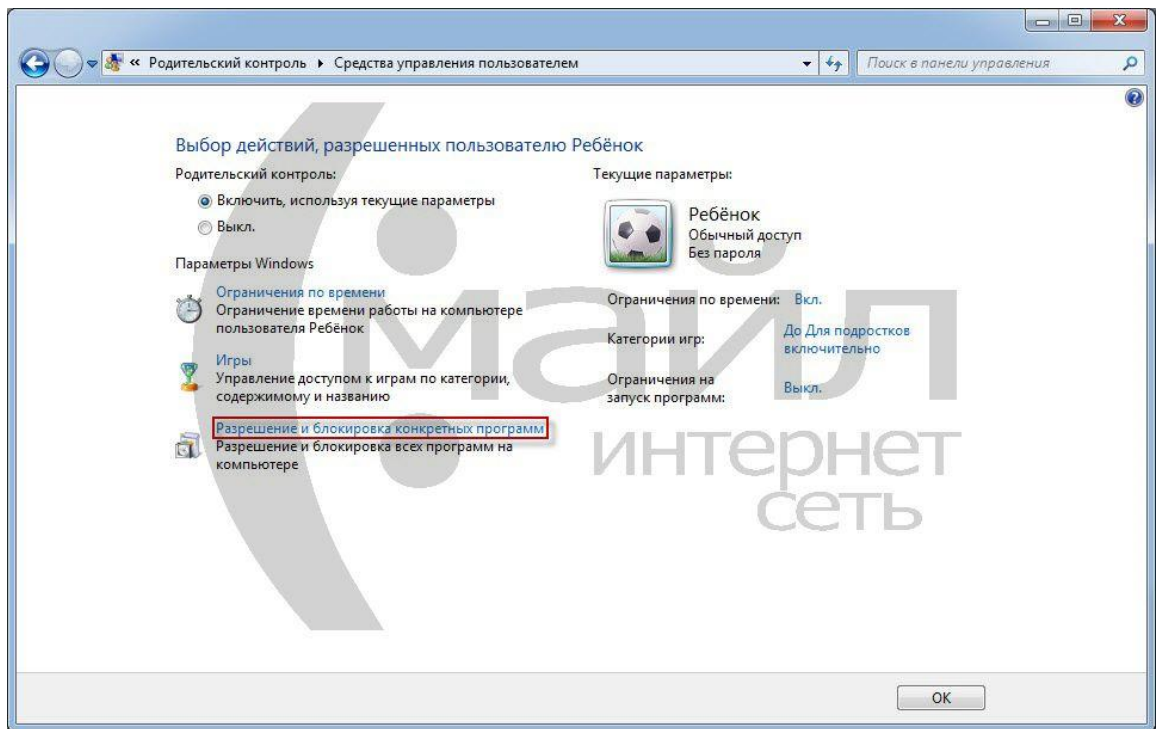 « Родительский контроль ▸ Средства управления пользователем
Поиск в панели управления
Выбор действий, разрешенных пользователю Ребёнок
Родительский контроль:
Включить, используя текущие параметры
Выкл.
Параметры Windows
Ограничения по времени
Ограничение времени работы на компьютере
пользователя Ребёнок
Игры
Управление доступом к играм по категории,
содержимому и названию
Разрешение и блокировка конкретных программ
Разрешение и блокировка всех программ на
компьютере
Текущие параметры:
Ребёнок
Обычный доступ
Без пароля
Ограничения по времени: Вкл.
Категории игр: До Для подростков
включительно
Ограничения на
запуск программ: Выкл.
смайл
интернет
сеть
OK